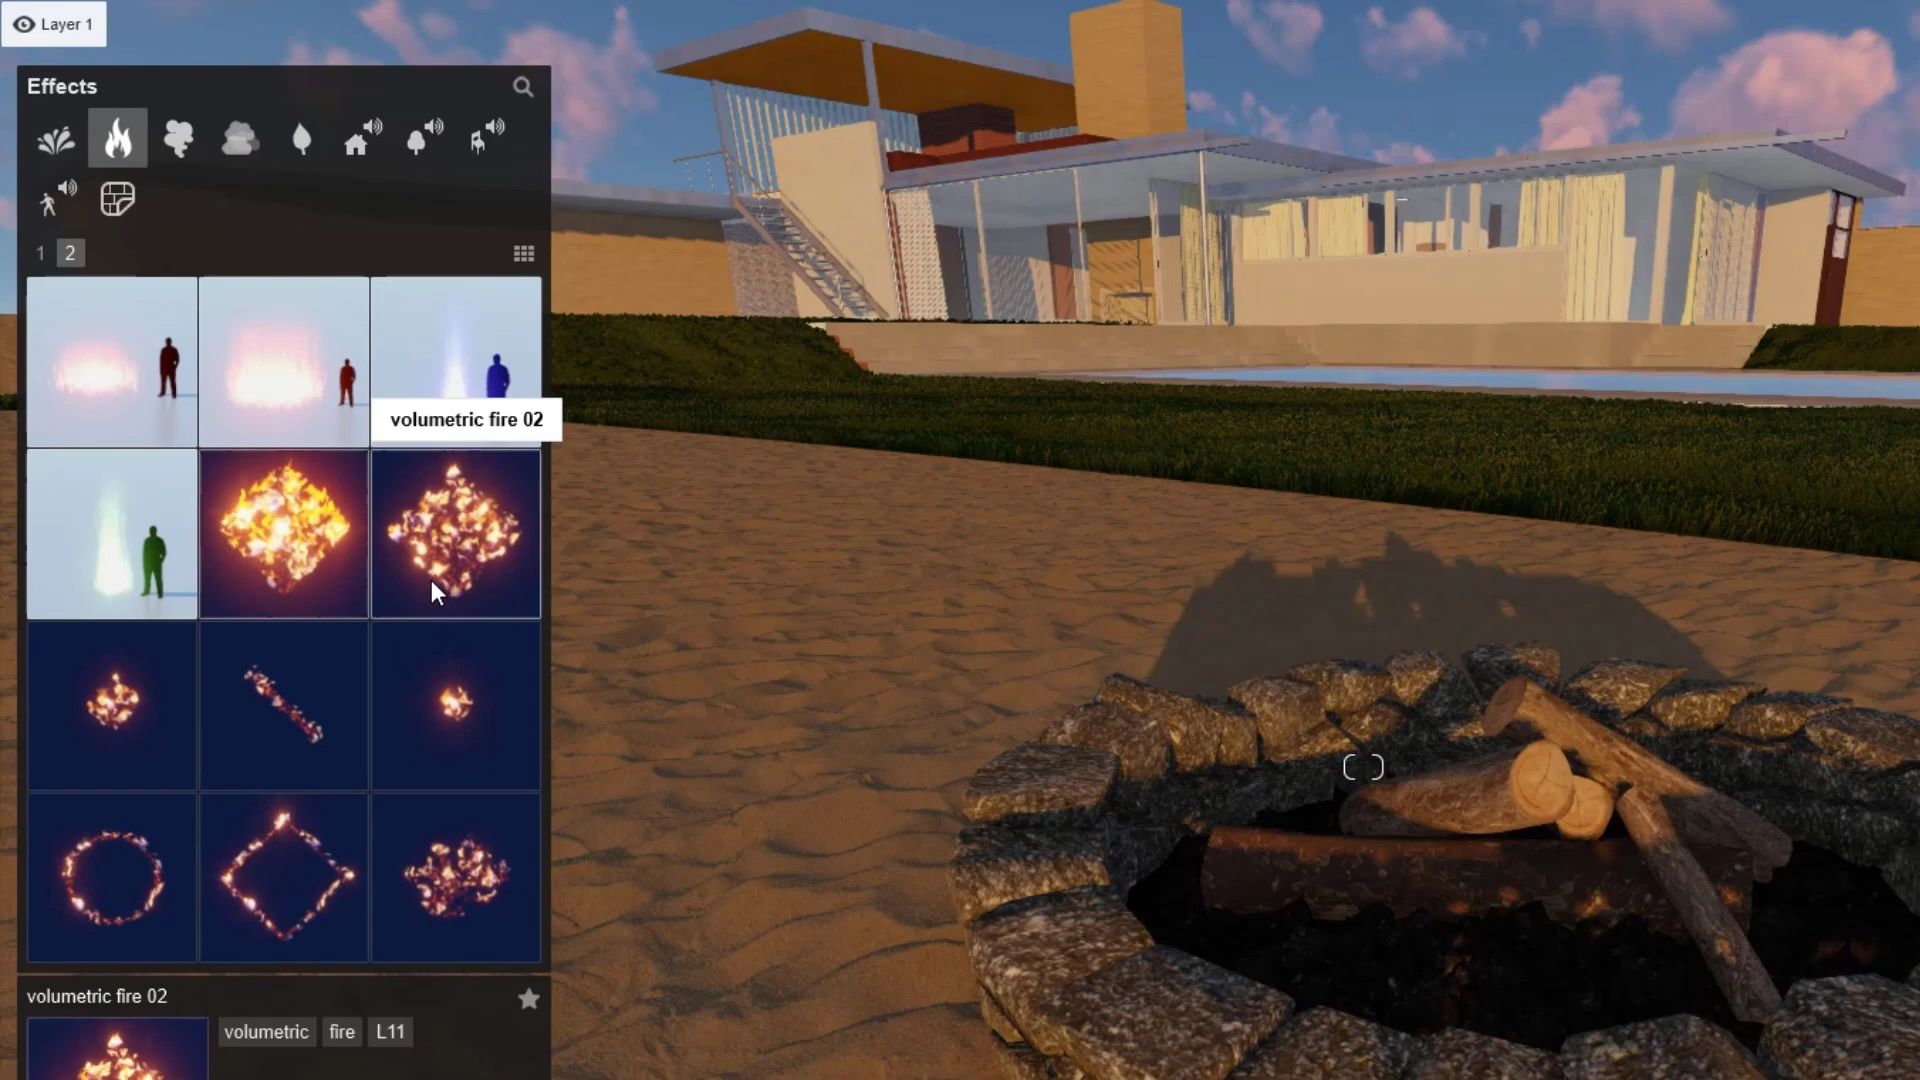 Layer 1
Effects
1 2
volumetric fire 02
volumetric fire 02
volumetric fire L11